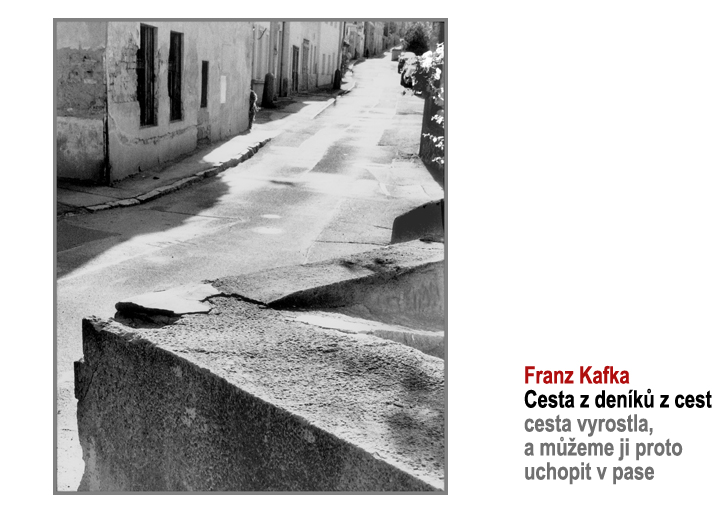 Franz Kafka
Cesta z deníků z cest
cesta vyrostla,
a můžeme ji proto
uchopit v pase